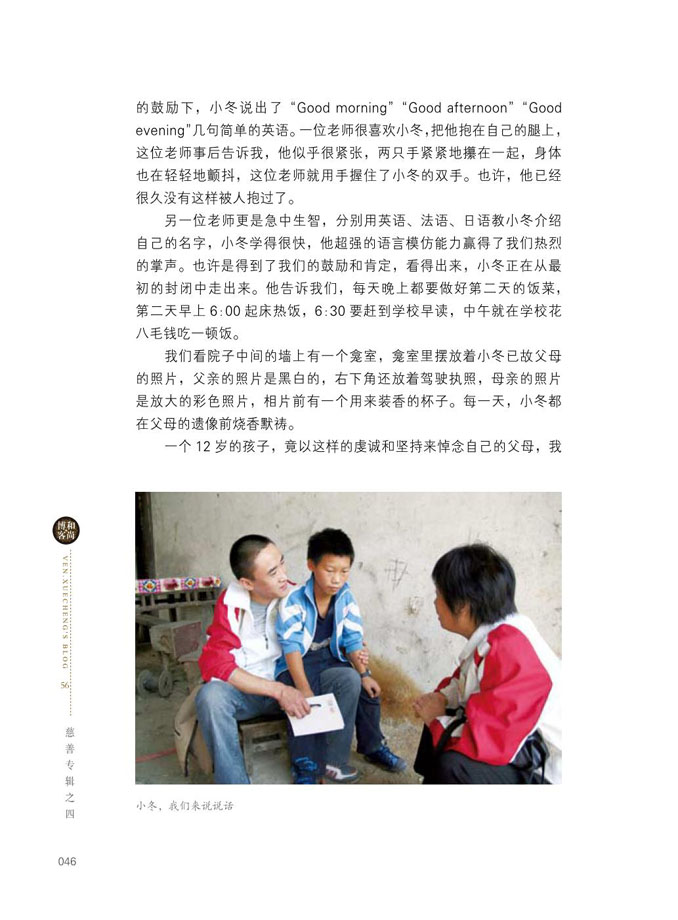 的鼓励下，小冬说出了 “Good morning” “Good afternoon” “Good
evening”几句简单的英语。一位老师很喜欢小冬，把他抱在自己的腿上，
这位老师事后告诉我，他似乎很紧张，两只手紧紧地攥在一起，身体
也在轻轻地颤抖，这位老师就用手握住了小冬的双手。也许，他已经
很久没有这样被人抱过了。
另一位老师更是急中生智，分别用英语、法语、日语教小冬介绍
自己的名字，小冬学得很快，他超强的语言模仿能力赢得了我们热烈
的掌声。也许是得到了我们的鼓励和肯定，看得出来，小冬正在从最
初的封闭中走出来。他告诉我们，每天晚上都要做好第二天的饭菜，
第二天早上 6:00 起床热饭，6:30 要赶到学校早读，中午就在学校花
八毛钱吃一顿饭。
我们看院子中间的墙上有一个龛室，龛室里摆放着小冬已故父母
的照片，父亲的照片是黑白的，右下角还放着驾驶执照，母亲的照片
是放大的彩色照片，相片前有一个用来装香的杯子。每一天，小冬都
在父母的遗像前烧香默祷。
一个 12 岁的孩子，竟以这样的虔诚和坚持来悼念自己的父母，我
和尚
博客
VEN.XUECHENG'S BLOG
56
慈善专辑之四
小冬，我们来说说话
046